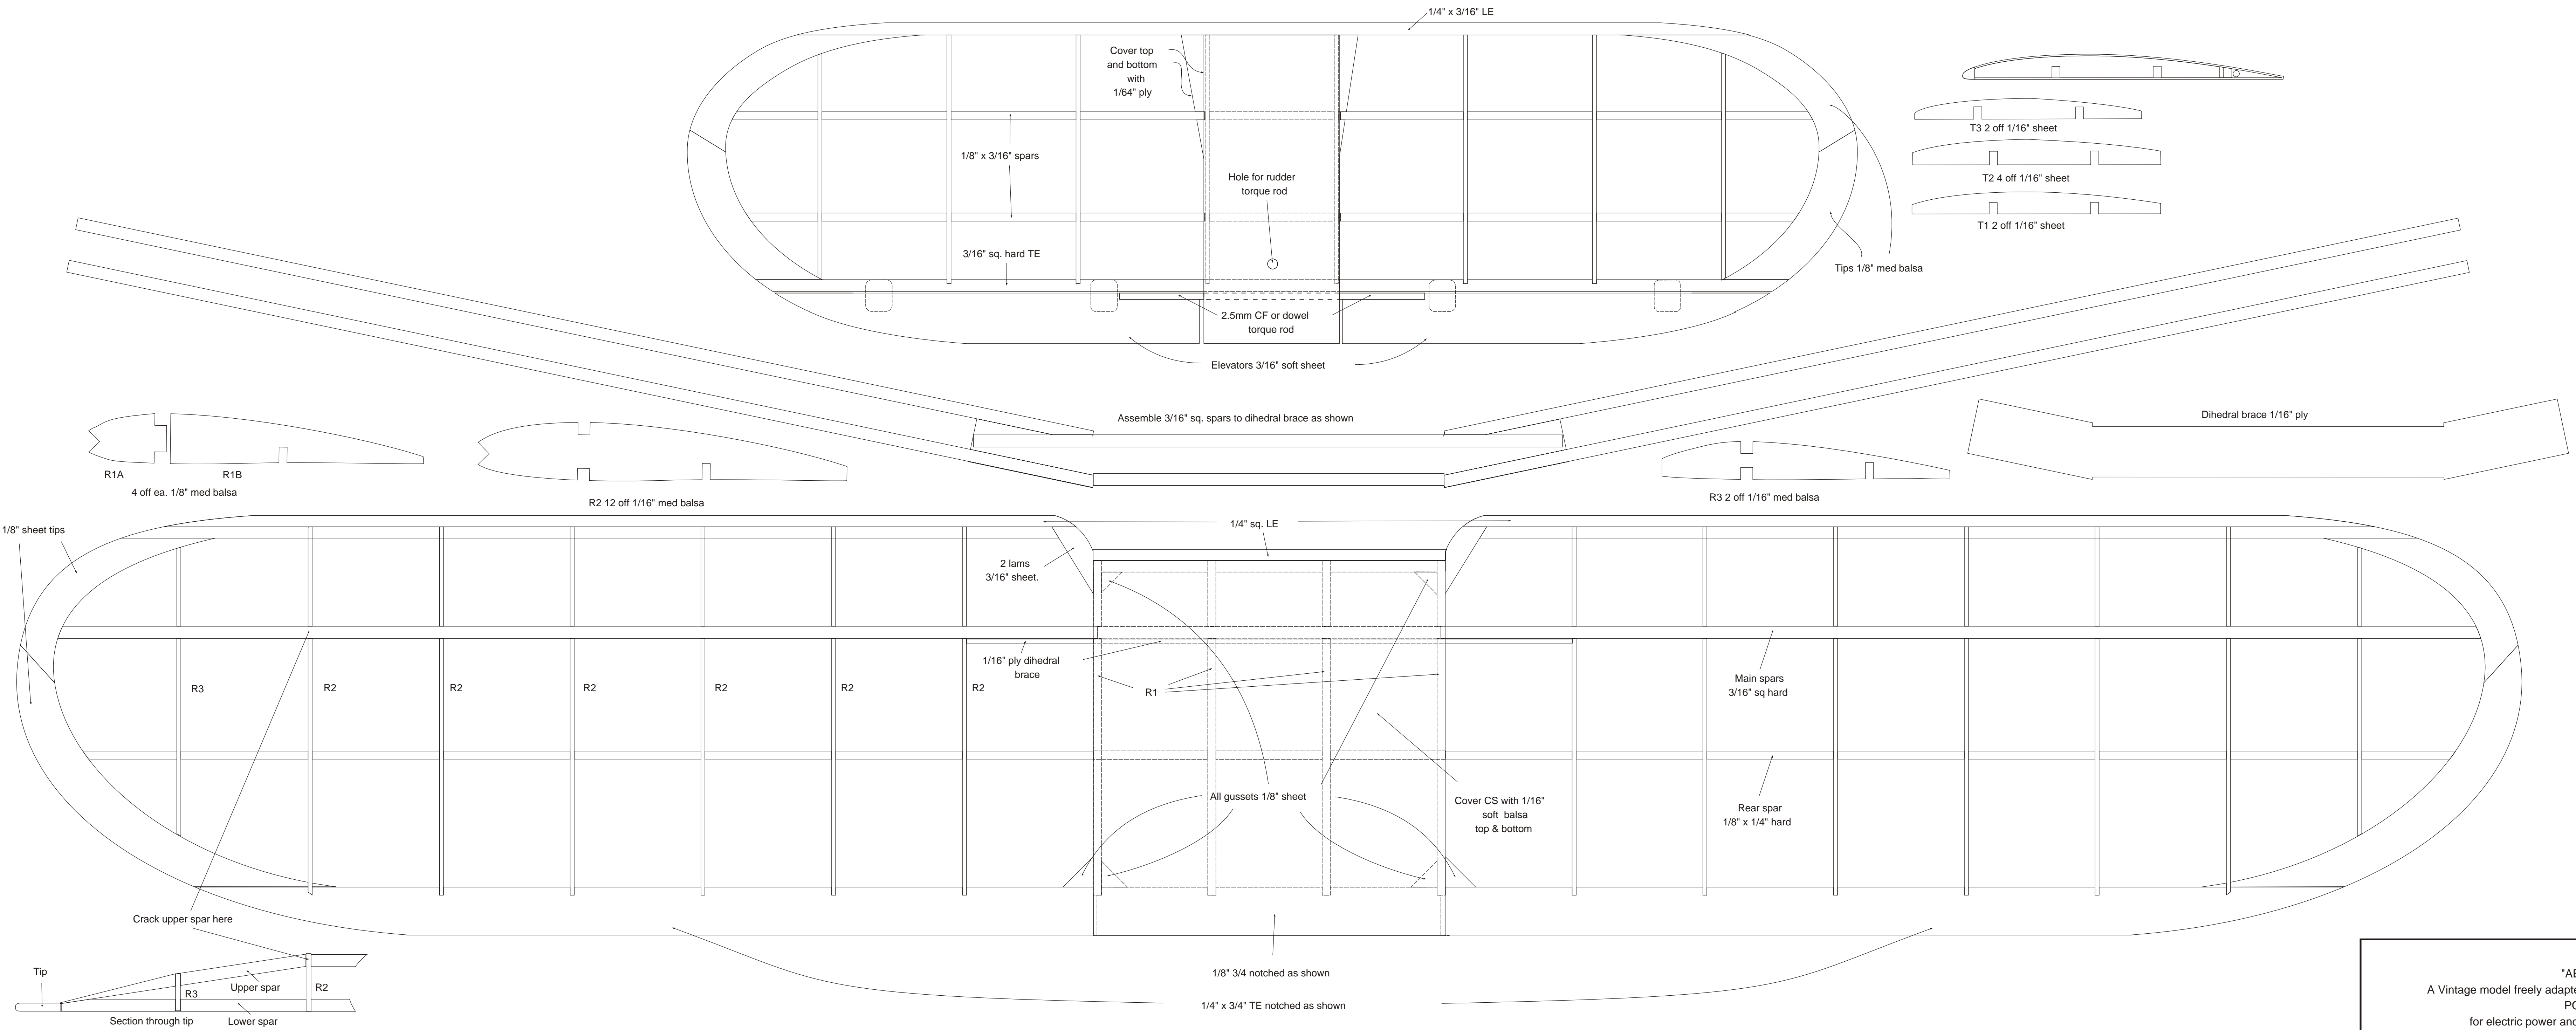 1/4" x 3/16" LE
Cover top
and bottom
with
1/64" ply
1/8" x 3/16" spars
Hole for rudder
torque rod
3/16" sq. hard TE
2.5mm CF or dowel
torque rod
Elevators 3/16" soft sheet
Tips 1/8" med balsa
T3 2 off 1/16" sheet
T2 4 off 1/16" sheet
T1 2 off 1/16" sheet
Assemble 3/16" sq. spars to dihedral brace as shown
Dihedral brace 1/16" ply
R1A
R1B
4 off ea. 1/8" med balsa
R2 12 off 1/16" med balsa
R3 2 off 1/16" med balsa
1/8" sheet tips
1/4" sq. LE
2 lams
3/16" sheet.
1/16" ply dihedral
brace
R3
R2
R2
R2
R2
R2
R2
R1
Main spars
3/16" sq hard
All gussets 1/8" sheet
Cover CS with 1/16"
soft balsa
top & bottom
Rear spar
1/8" x 1/4" hard
Crack upper spar here
1/8" 3/4 notched as shown
1/4" x 3/4" TE notched as shown
Tip
R3
Upper spar
R2
Section through tip
Lower spar
A Vintage model freely
for electric power